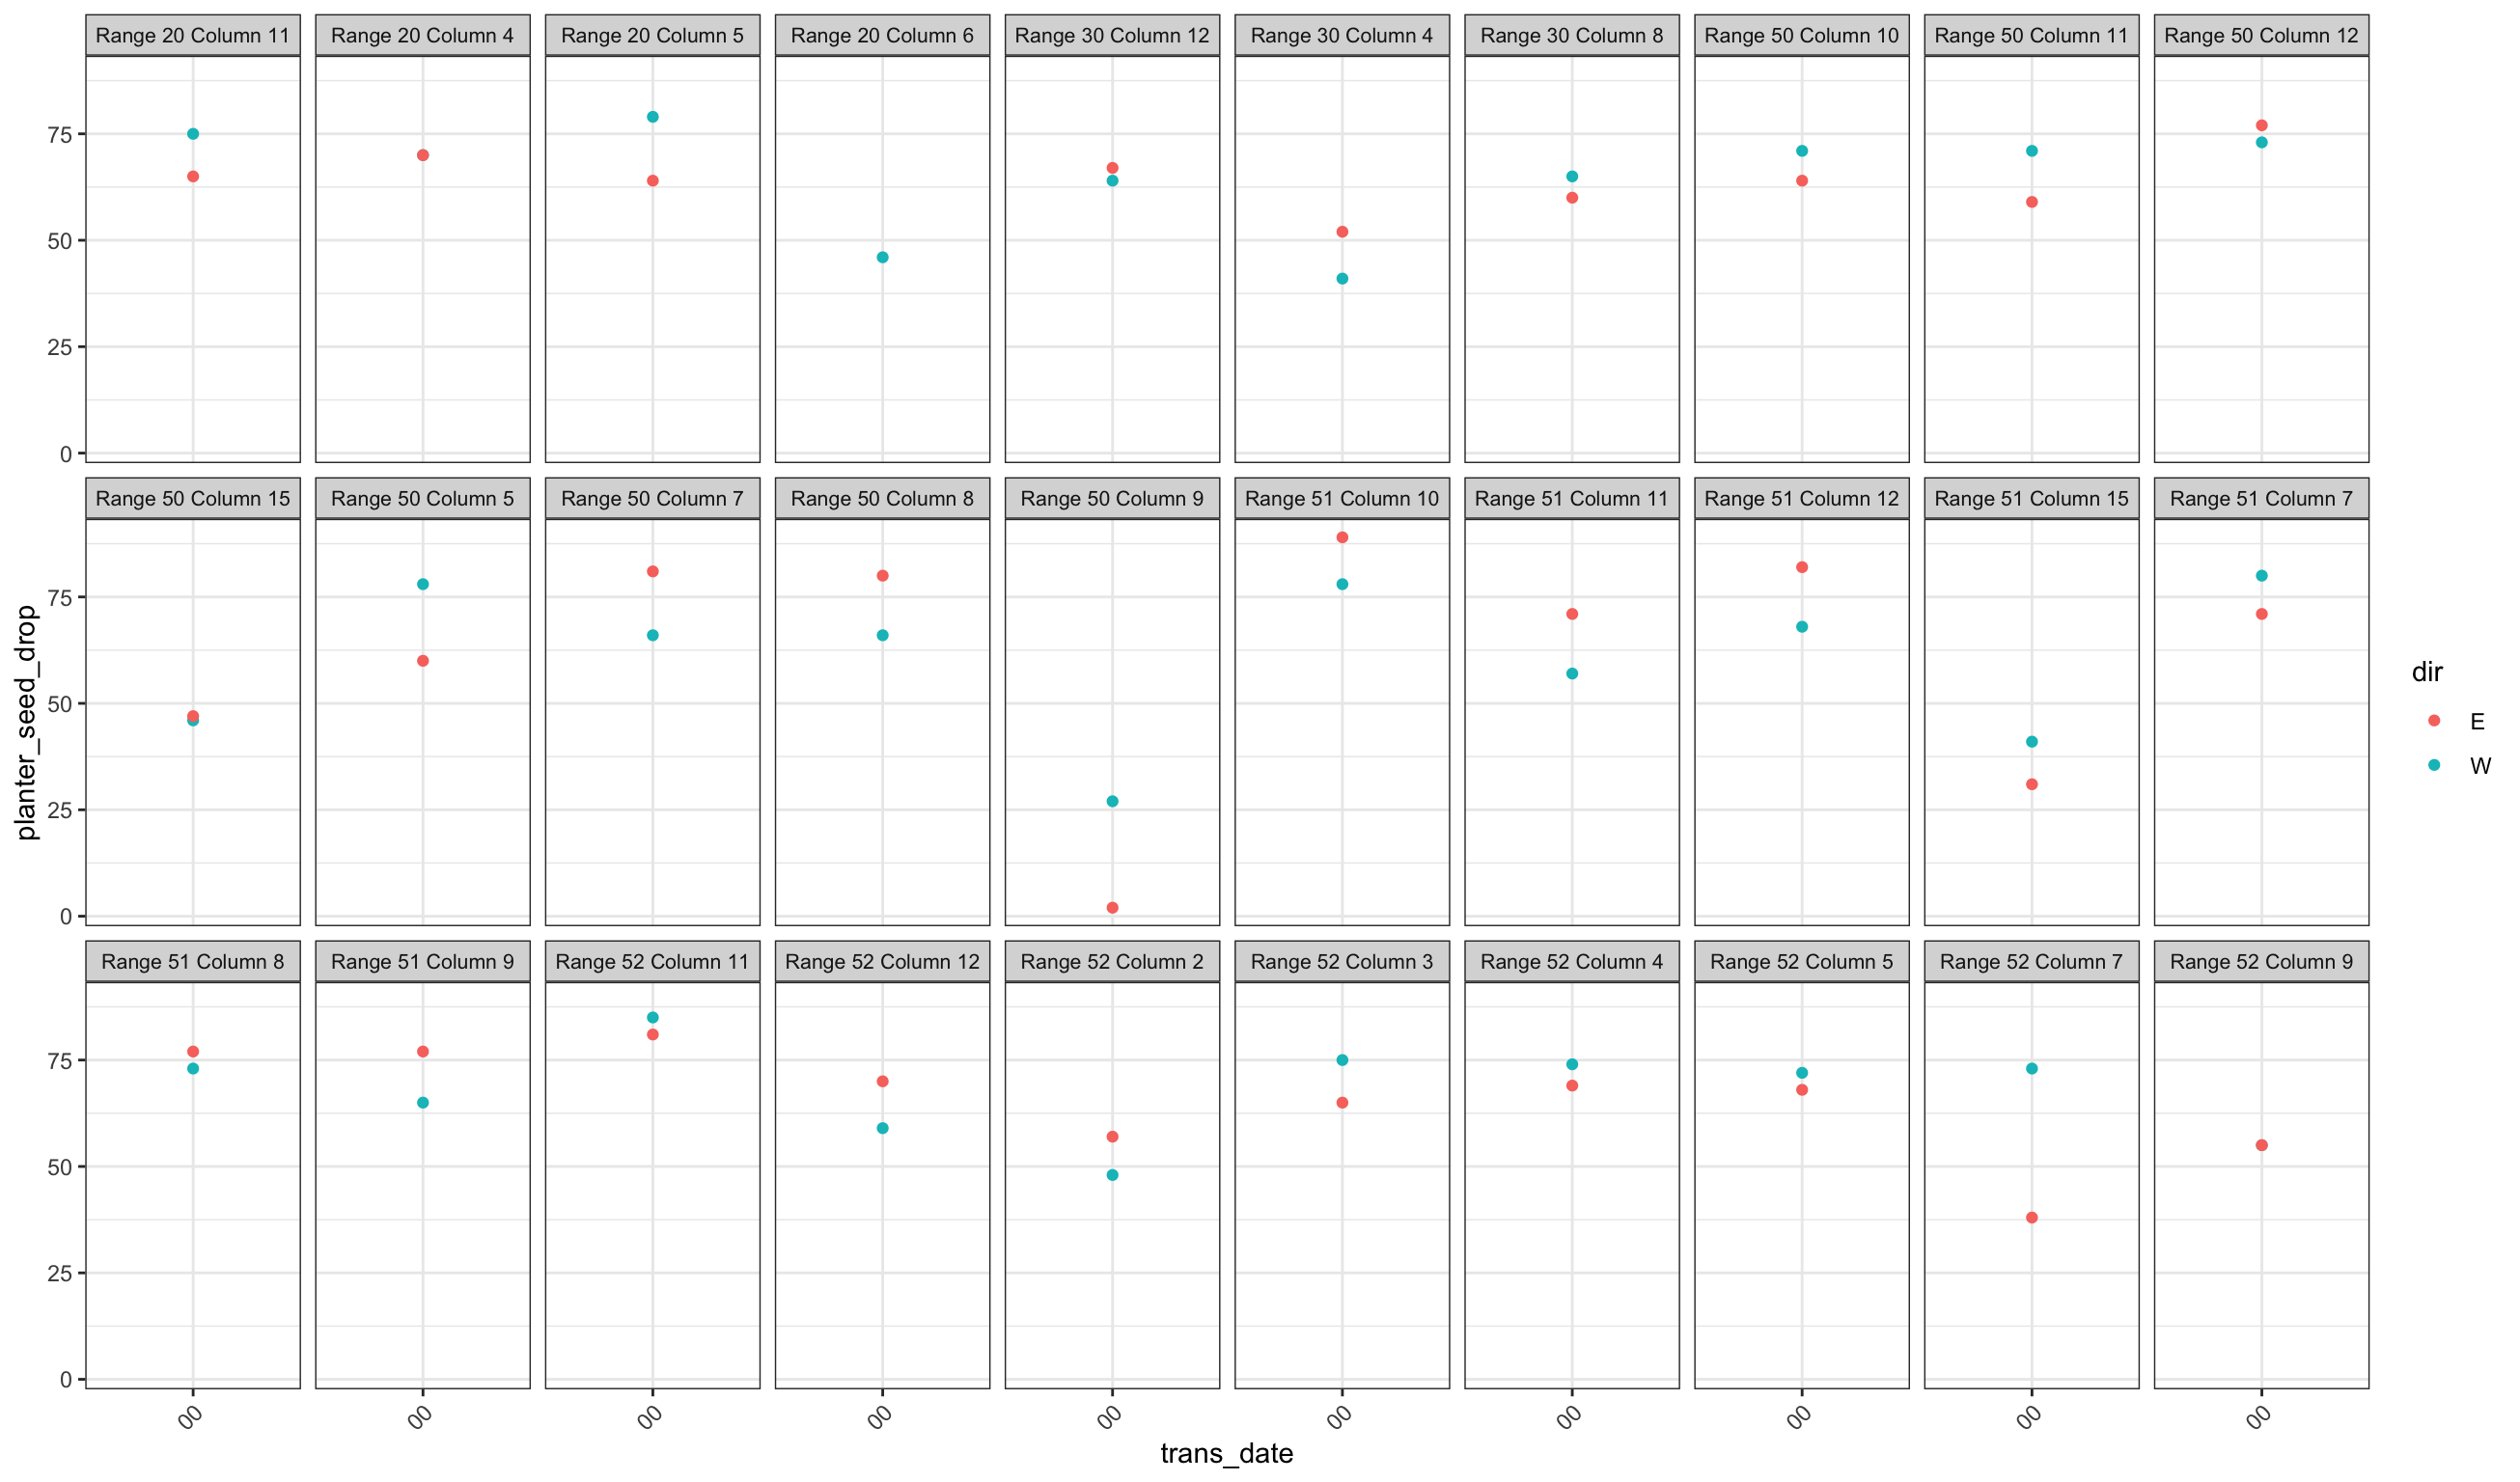 Range 20 Column 11
Range 20 Column 4
Range 20 Column 5
Range 20 Column 6
Range 30 Column 12
Range 30 Column 4
Range 30 Column 8
Range 50 Column 10
Range 50 Column 11
Range 50 Column 12
75
50
25
0
Range 50 Column 15
Range 50 Column 5
Range 50 Column 7
Range 50 Column 8
Range 50 Column 9
Range 51 Column 10
Range 51 Column 11
Range 51 Column 12
Range 51 Column 15
Range 51 Column 7
75
50
25
0
Range 51 Column 8
Range 51 Column 9
Range 52 Column 11
Range 52 Column 12
Range 52 Column 2
Range 52 Column 3
Range 52 Column 4
Range 52 Column 5
Range 52 Column 7
Range 52 Column 9
75
50
25
0
00
00
00
00
00
00
00
00
00
00
trans_date
planter_seed_drop
dir
E
W